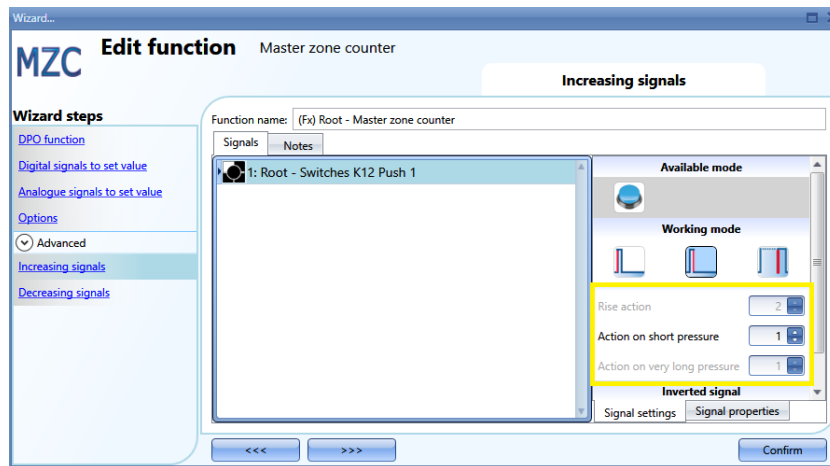 Wizard...
MZC
Edit function Master zone counter
Increasing signals
Wizard steps
DPO function
Digital signals to set value
Analogue signals to set value
Options
Advanced
Increasing signals
Decreasing signals
Function name: (Fx) Root - Master zone counter
Signals Notes
1: Root - Switches K12 Push 1
Available mode
Working mode
Rise action 2
Action on short pressure 1
Action on very long pressure 1
Inverted signal
Signal settings Signal properties
<<< >>> Confirm